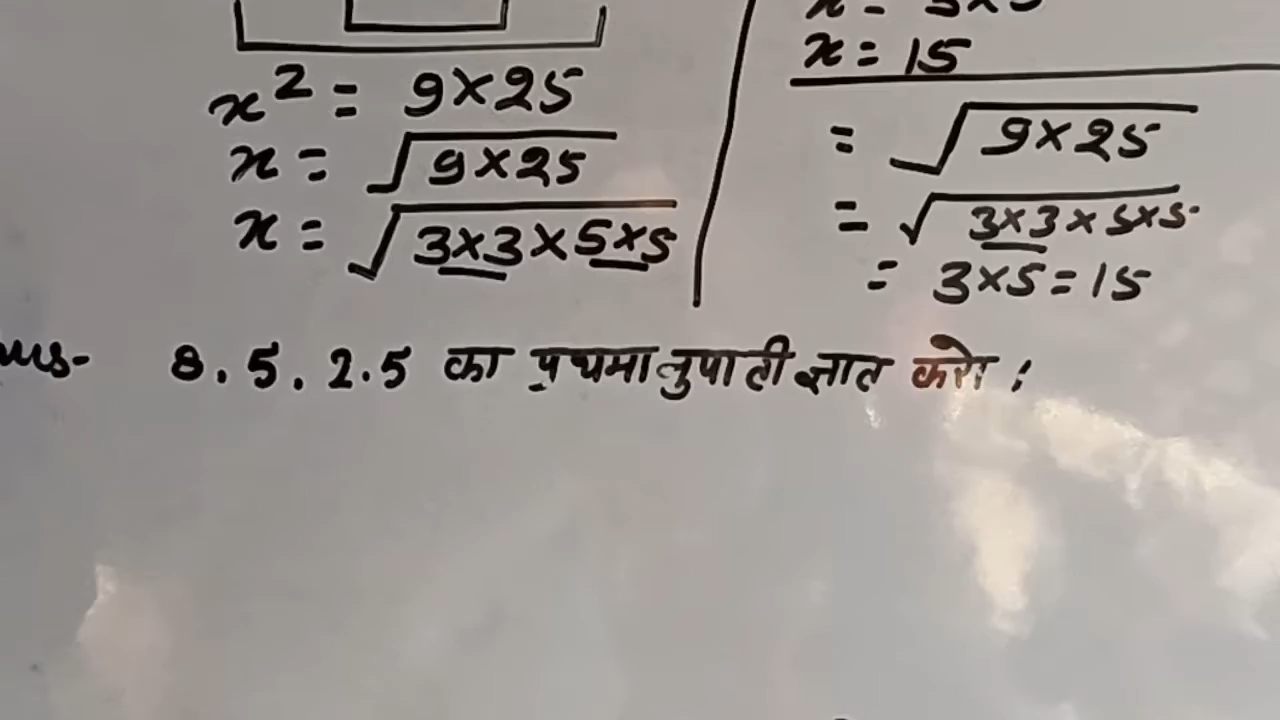 x² = 9×25
x = √9×25
x = √3×3×5×5
x = 15
= √9×25
= √3×3×5×5
= 3×5=15
8.5.2.5 का प्रथमानुपाती ज्ञात करो :